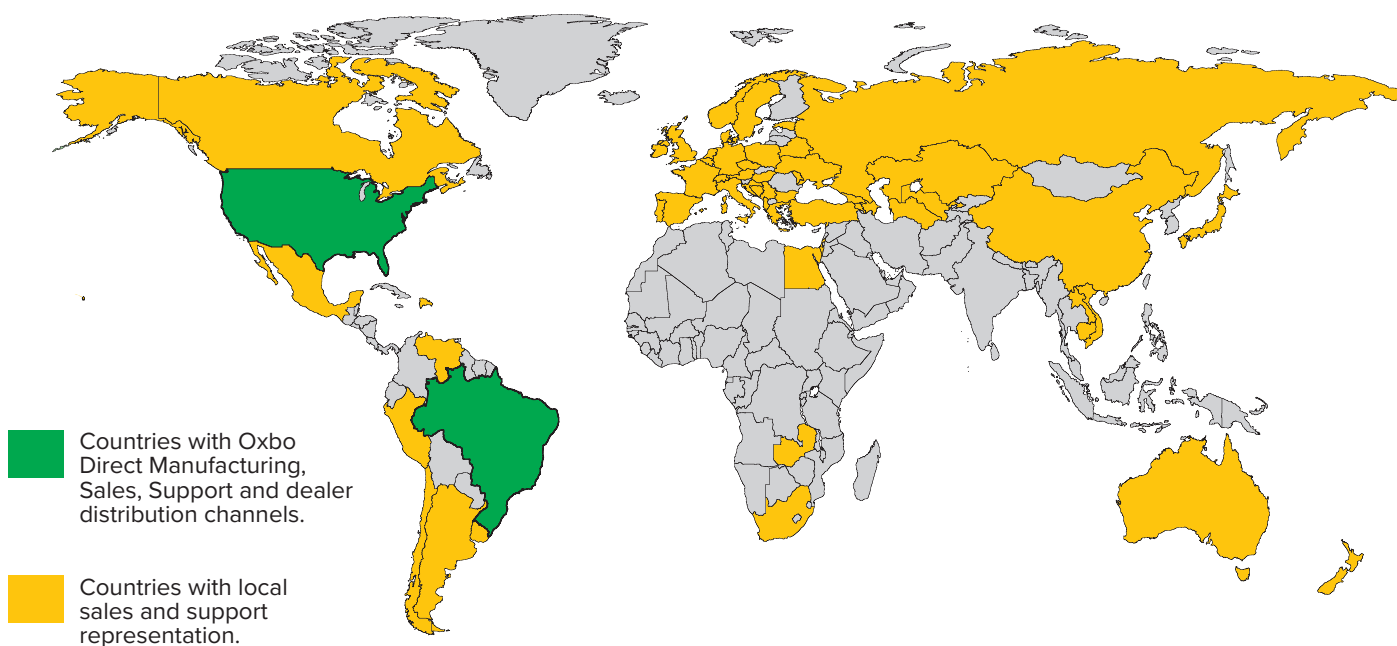 Countries with Oxbo
Direct Manufacturing,
Sales, Support and dealer
distribution channels.
Countries with local
sales and support
representation.